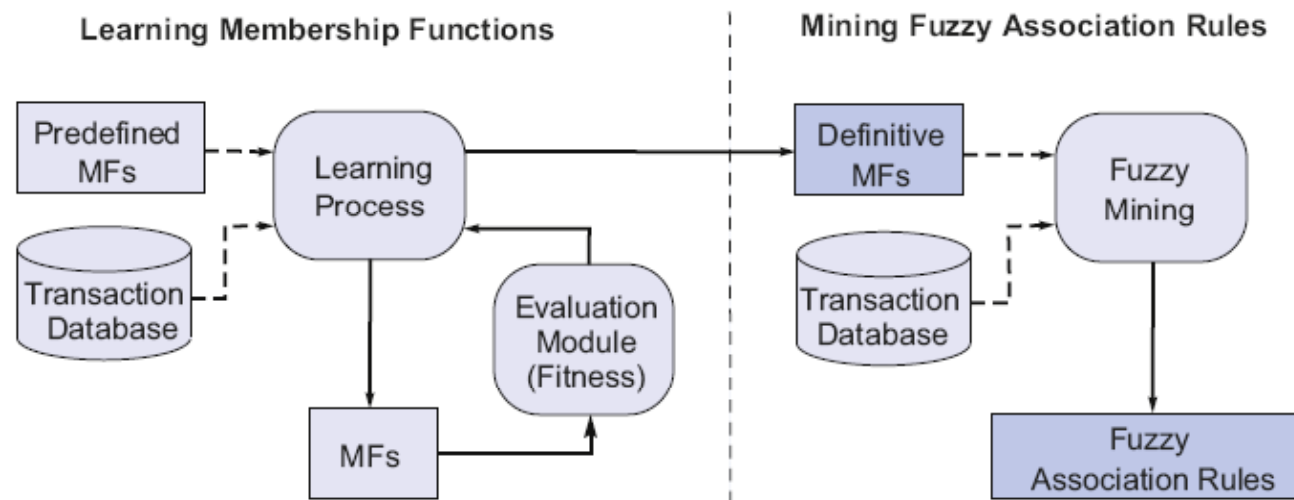 Learning Membership Functions
Mining Fuzzy Association Rules
Predefined
MFs
Learning
Process
Transaction
Database
Evaluation
Module
(Fitness)
MFs
Definitive
MFs
Fuzzy
Mining
Transaction
Database
Fuzzy
Association Rules